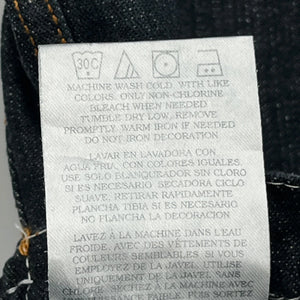 30C
MACHINE WASH COLD, WITH LIKE
COLORS, ONLY NON-CHLORINE
BLEACH WHEN NEEDED
TUMBLE DRY LOW, REMOVE
PROMPTLY, WARM IRON IF NEEDED
DO NOT IRON DECORATION
LAVAR EN LAVADORA CON
AGUA FRIA, CON COLORES IGUALES,
USE SOLO BLANQUEADOR SIN CLORO
SI ES NECESARIO SECADORA CICLO
SUAVE, RETIRAR RAPIDAMENTE
PLANCHA TIBIA SI ES NECESARIO
NO PLANCHA LA DECORACION
LAVEZ À LA MACHINE DANS L'EAU
FROIDE, AVEC DES VÊTEMENTS DE
COULEURS SEMBLABLES SI VOUS
EMPLOYEZ DE LA JAVEL,
UNIQUEMENT DE LA JAVEL SANS
CHLORE SÉCHEZ DANS LA MACHINE